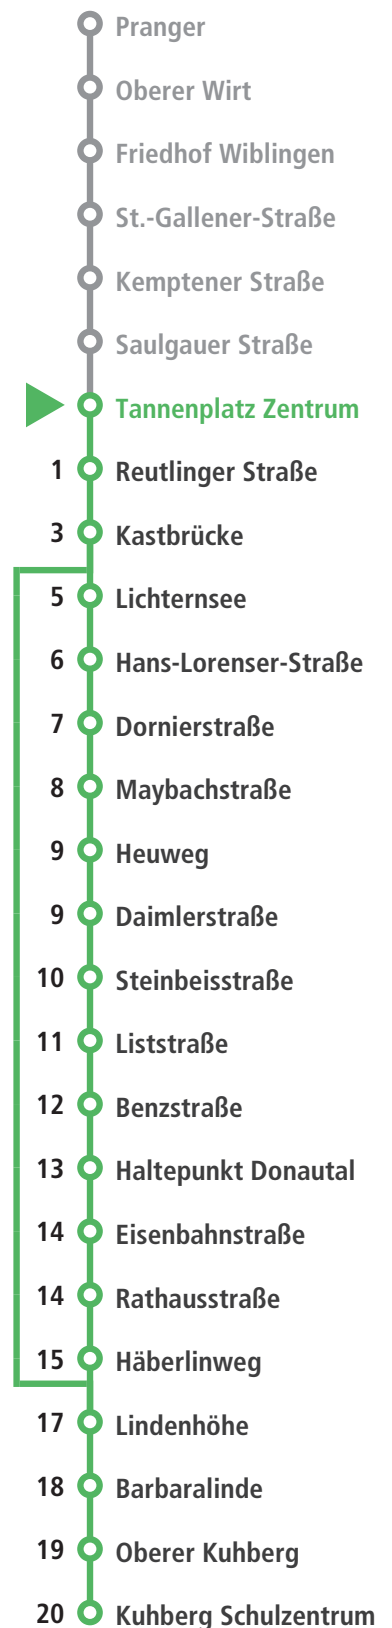 Pranger
Oberer Wirt
Friedhof Wiblingen
St.-Gallener-Straße
Kemptener Straße
Saulgauer Straße
Tannenplatz Zentrum
1 Reutlinger Straße
3 Kastbrücke
5 Lichternsee
6 Hans-Lorenser-Straße
7 Dornierstraße
8 Maybachstraße
9 Heuweg
9 Daimlerstraße
10 Steinbeisstraße
11 Liststraße
12 Benzstraße
13 Haltepunkt Donautal
14 Eisenbahnstraße
14 Rathausstraße
15 Häberlinweg
17 Lindenhöhe
18 Barbaralinde
19 Oberer Kuhberg
20 Kuhberg Schulzentrum